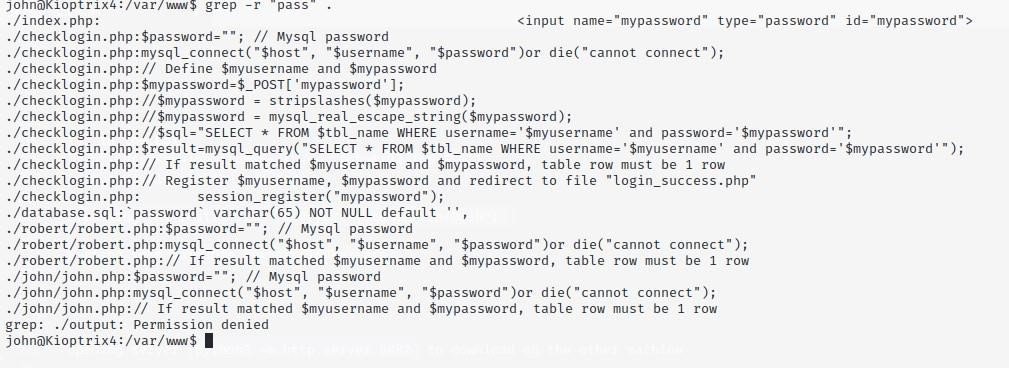 john@Kioptrix4:/var/www$ grep -r "pass" .
./index.php:                                                    <input name="mypassword" type="password" id="mypassword">
./checklogin.php:$password=""; // Mysql password
./checklogin.php:mysql_connect("$host", "$username", "$password")or die("cannot connect");
./checklogin.php:// Define $myusername and $mypassword
./checklogin.php:$mypassword=$_POST['mypassword'];
./checklogin.php://$mypassword = stripslashes($mypassword);
./checklogin.php://$mypassword = mysql_real_escape_string($mypassword);
./checklogin.php://$sql="SELECT * FROM $tbl_name WHERE username='$myusername' and password='$mypassword'";
./checklogin.php:$result=mysql_query("SELECT * FROM $tbl_name WHERE username='$myusername' and password='$mypassword'");
./checklogin.php:// If result matched $myusername and $mypassword, table row must be 1 row
./checklogin.php:// Register $myusername, $mypassword and redirect to file "login_success.php"
./checklogin.php:       session_register("mypassword");
./database.sql:`password` varchar(65) NOT NULL default '',
./robert/robert.php:$password=""; // Mysql password
./robert/robert.php:mysql_connect("$host", "$username", "$password")or die("cannot connect");
./robert/robert.php:// If result matched $myusername and $mypassword, table row must be 1 row
./john/john.php:$password=""; // Mysql password
./john/john.php:mysql_connect("$host", "$username", "$password")or die("cannot connect");
./john/john.php:// If result matched $myusername and $mypassword, table row must be 1 row
grep: ./output: Permission denied
john@Kioptrix4:/var/www$
to download on the other machine